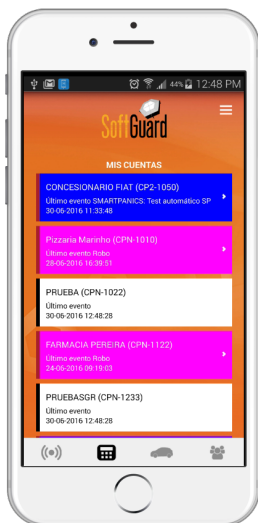 44% 12:48 PM
SoftGuard
MIS CUENTAS
CONCESIONARIO FIAT (CP2-1050)
Último evento SMARTPANICS: Test automático SP
30-06-2016 11:33:48
Pizzaria Marinho (CPN-1010)
Último evento Robo
28-06-2016 16:39:51
PRUEBA (CPN-1022)
Último evento
30-06-2016 12:48:28
FARMACIA PEREIRA (CPN-1122)
Último evento Robo
24-06-2016 09:19:03
PRUEBASGR (CPN-1233)
Último evento
30-06-2016 12:48:28